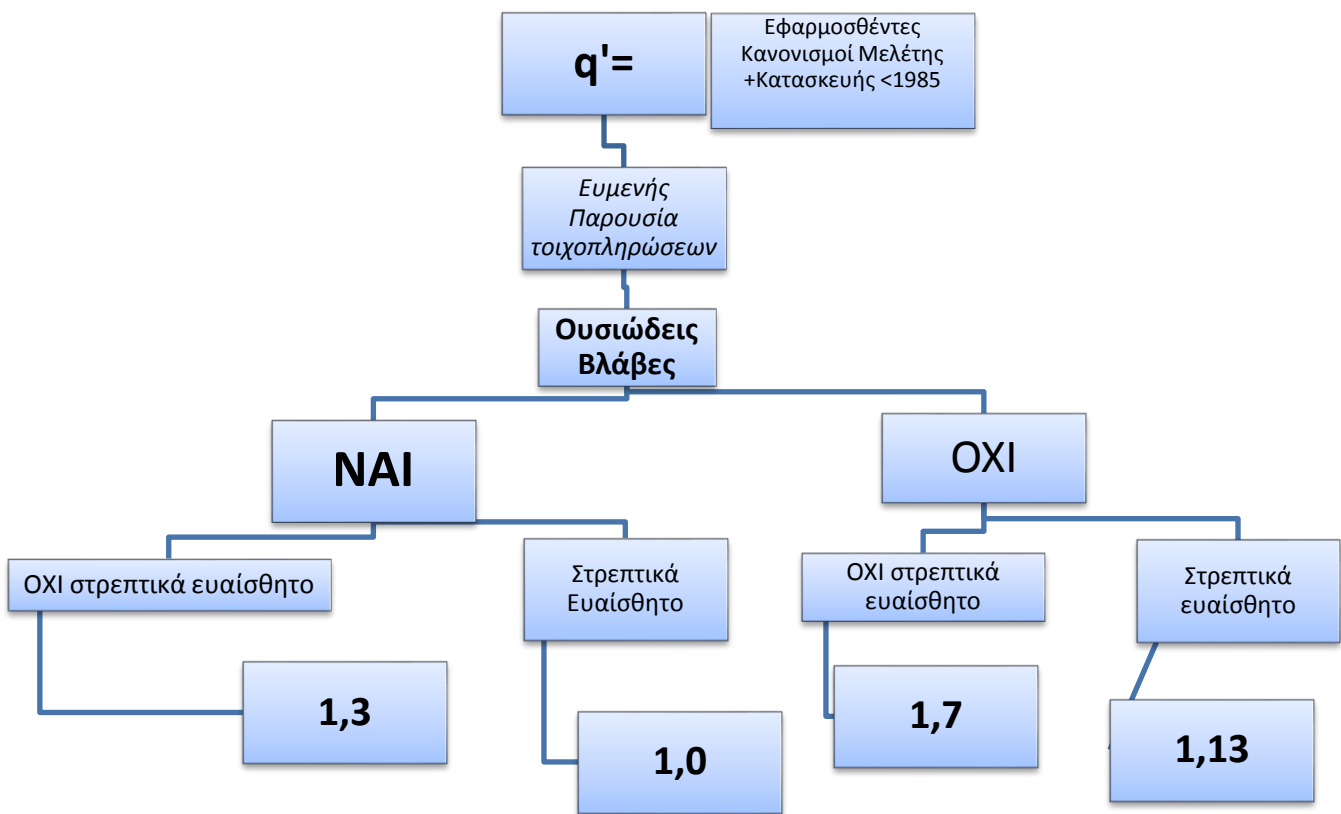 q'=
Εφαρμοσθέντες
Κανονισμοί Μελέτης
+Κατασκευής <1985
Ευμενής
Παρουσία
τοιχοπληρώσεων
Ουσιώδεις
Βλάβες
ΝΑΙ
ΟΧΙ
ΟΧΙ στρεπτικά ευαίσθητο
Στρεπτικά
Ευαίσθητο
ΟΧΙ στρεπτικά
ευαίσθητο
Στρεπτικά
ευαίσθητο
1,3
1,0
1,7
1,13